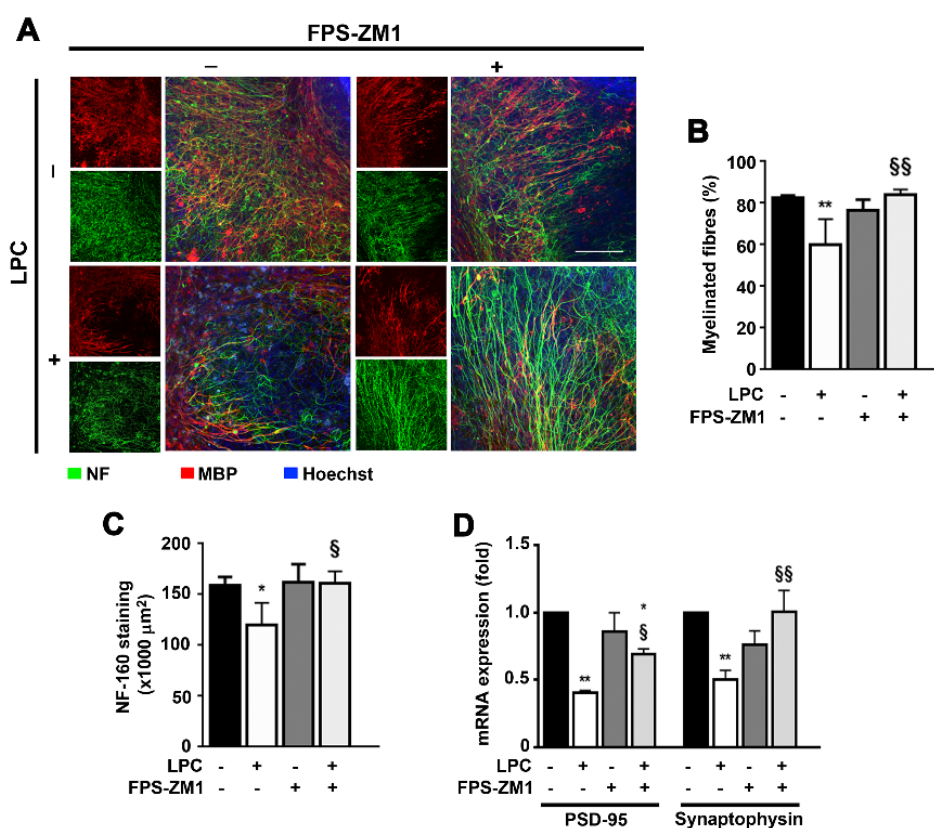 A
FPS-ZM1
– +
LPC
–
+
NF MBP Hoechst
B
Myelinated fibres (%)
100
80
60
40
20
0
** §§
LPC - + - +
FPS-ZM1 - - + +
C
NF-160 staining
(x1000 µm²)
200
150
100
50
0
* §
LPC - + - +
FPS-ZM1 - - + +
D
mRNA expression (fold)
1.5
1.0
0.5
0
** * § ** §§
LPC - + - + - + - +
FPS-ZM1 - - + + - - + +
PSD-95 Synaptophysin